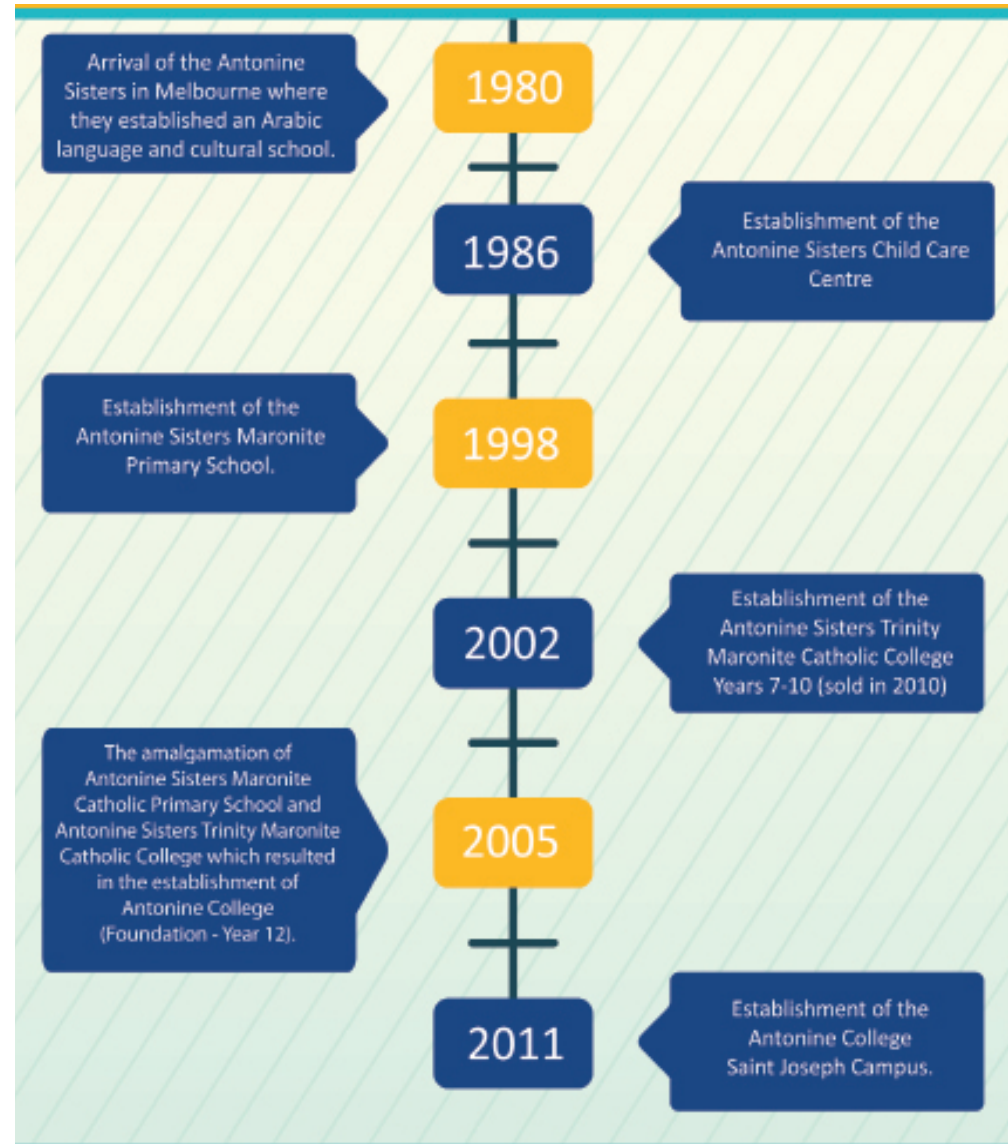 Arrival of the Antonine
Sisters in Melbourne where
they established an Arabic
language and cultural school.
1980
1986
Establishment of the
Antonine Sisters Child Care
Centre
Establishment of the
Antonine Sisters Maronite
Primary School.
1998
2002
Establishment of the
Antonine Sisters Trinity
Maronite Catholic College
Years 7-10 (sold in 2010)
The amalgamation of
Antonine Sisters Maronite
Catholic Primary School and
Antonine Sisters Trinity Maronite
Catholic College which resulted
in the establishment of
Antonine College
(Foundation - Year 12).
2005
2011
Establishment of the
Antonine College
Saint Joseph Campus.